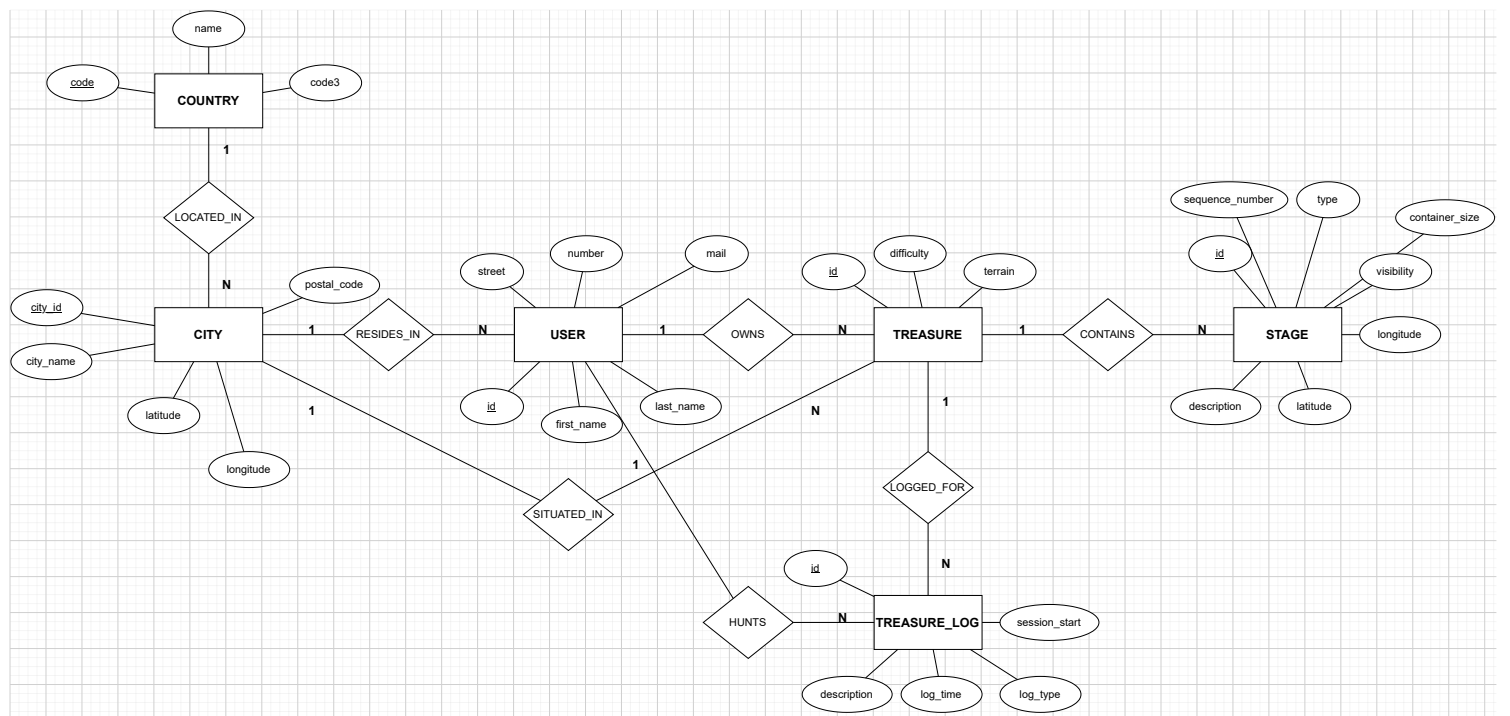 name
code
code3
COUNTRY
1
LOCATED_IN
N
sequence_number
type
container_size
id
visibility
street
number
mail
id
difficulty
terrain
postal_code
city_id
CITY
1
RESIDES_IN
N
USER
1
OWNS
N
TREASURE
1
CONTAINS
N
STAGE
longitude
city_name
latitude
longitude
1
id
first_name
last_name
N
1
description
latitude
1
LOGGED_FOR
SITUATED_IN
N
id
HUNTS
N
TREASURE_LOG
session_start
description
log_time
log_type